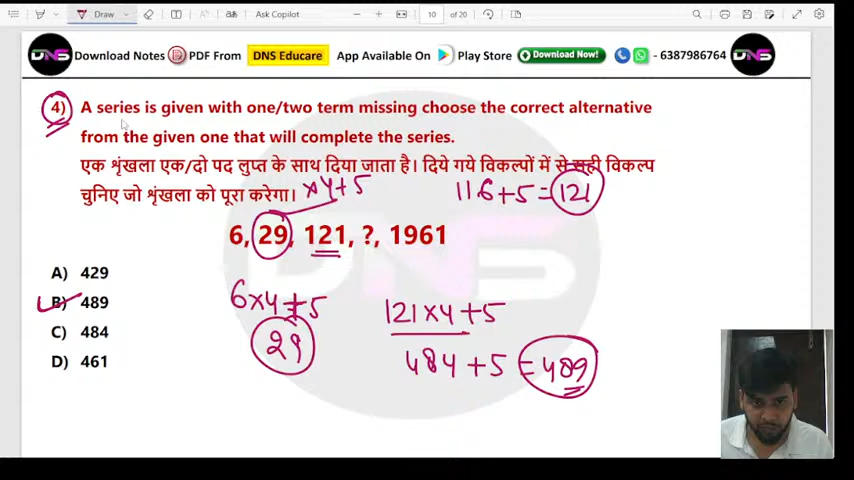 Draw
Ask Copilot
10 of 20
DNS Download Notes PDF From DNS Educare App Available On Play Store Download Now! - 6387986764 DNS
4) A series is given with one/two term missing choose the correct alternative
from the given one that will complete the series.
एक शृंखला एक/दो पद लुप्त के साथ दिया जाता है। दिये गये विकल्पों में से सही विकल्प
चुनिए जो शृंखला को पूरा करेगा।
×4+5
116+5=121
6, 29, 121, ?, 1961
A) 429
B) 489
C) 484
D) 461
6×4+5
29
121×4+5
484+5=489